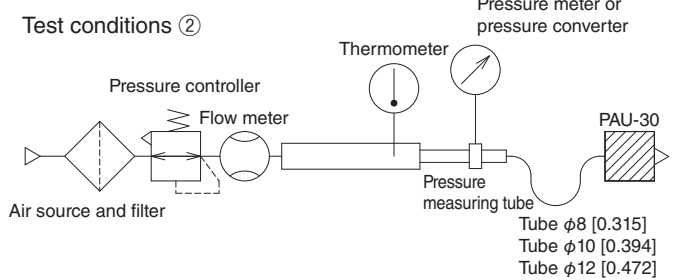 Test conditions ②
Pressure meter or
pressure converter
Thermometer
Pressure controller
Flow meter
PAU-30
Pressure
measuring tube
Air source and filter
Tube φ8 [0.315]
Tube φ10 [0.394]
Tube φ12 [0.472]